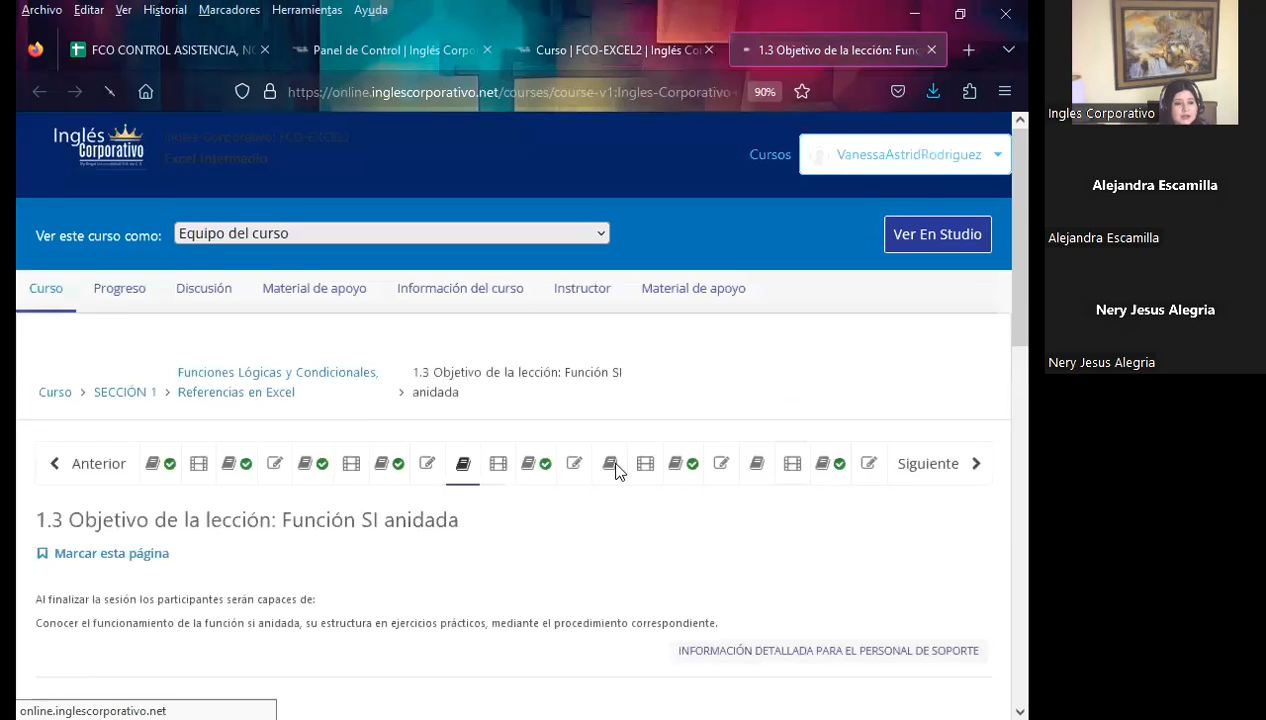 Archivo Editar Ver Historial Marcadores Herramientas Ayuda
FCO CONTROL ASISTENCIA, NO
Panel de Control | Inglés Corpo
Curso | FCO-EXCEL2 | Inglés Co
1.3 Objetivo de la lección: Func
https://online.inglescorporativo.net/courses/course-v1:Ingles-Corporativo
90%
Inglés
Corporativo
Ingles-Corporativo: FCO-EXCEL2
Excel Intermedio
Cursos
VanessaAstridRodriguez
Ver este curso como:
Equipo del curso
Ver En Studio
Curso Progreso Discusión Material de apoyo Información del curso Instructor Material de apoyo
Curso > SECCIÓN 1 > Funciones Lógicas y Condicionales,
Referencias en Excel
> 1.3 Objetivo de la lección: Función SI
anidada
Anterior
Siguiente
1.3 Objetivo de la lección: Función SI anidada
Marcar esta página
Al finalizar la sesión los participantes serán capaces de:
Conocer el funcionamiento de la función si anidada, su estructura en ejercicios prácticos, mediante el procedimiento correspondiente.
INFORMACIÓN DETALLADA PARA EL PERSONAL DE SOPORTE
online.inglescorporativo.net
Ingles Corporativo
Alejandra Escamilla
Alejandra Escamilla
Nery Jesus Alegria
Nery Jesus Alegria